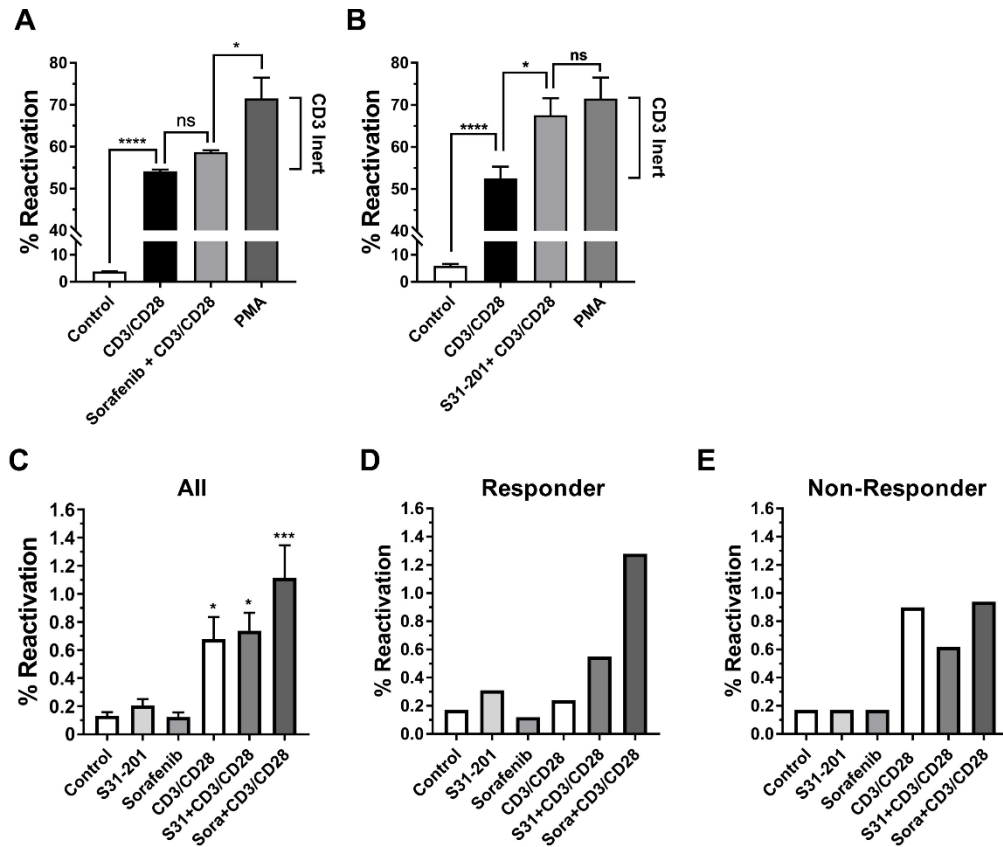 A
% Reactivation
80
70
60
50
40
10
0
****
ns
*
CD3 Inert
Control
CD3/CD28
Sorafenib + CD3/CD28
PMA
B
% Reactivation
80
70
60
50
40
10
0
****
*
ns
CD3 Inert
Control
CD3/CD28
S31-201+ CD3/CD28
PMA
C
All
% Reactivation
1.6
1.4
1.2
1.0
0.8
0.6
0.4
0.2
0
*
*
***
Control
S31-201
Sorafenib
CD3/CD28
S31+CD3/CD28
Sora+CD3/CD28
D
Responder
% Reactivation
1.6
1.4
1.2
1.0
0.8
0.6
0.4
0.2
0.0
Control
S31-201
Sorafenib
CD3/CD28
S31+CD3/CD28
Sora+CD3/CD28
E
Non-Responder
% Reactivation
1.6
1.4
1.2
1.0
0.8
0.6
0.4
0.2
0.0
Control
S31-201
Sorafenib
CD3/CD28
S31+CD3/CD28
Sora+CD3/CD28